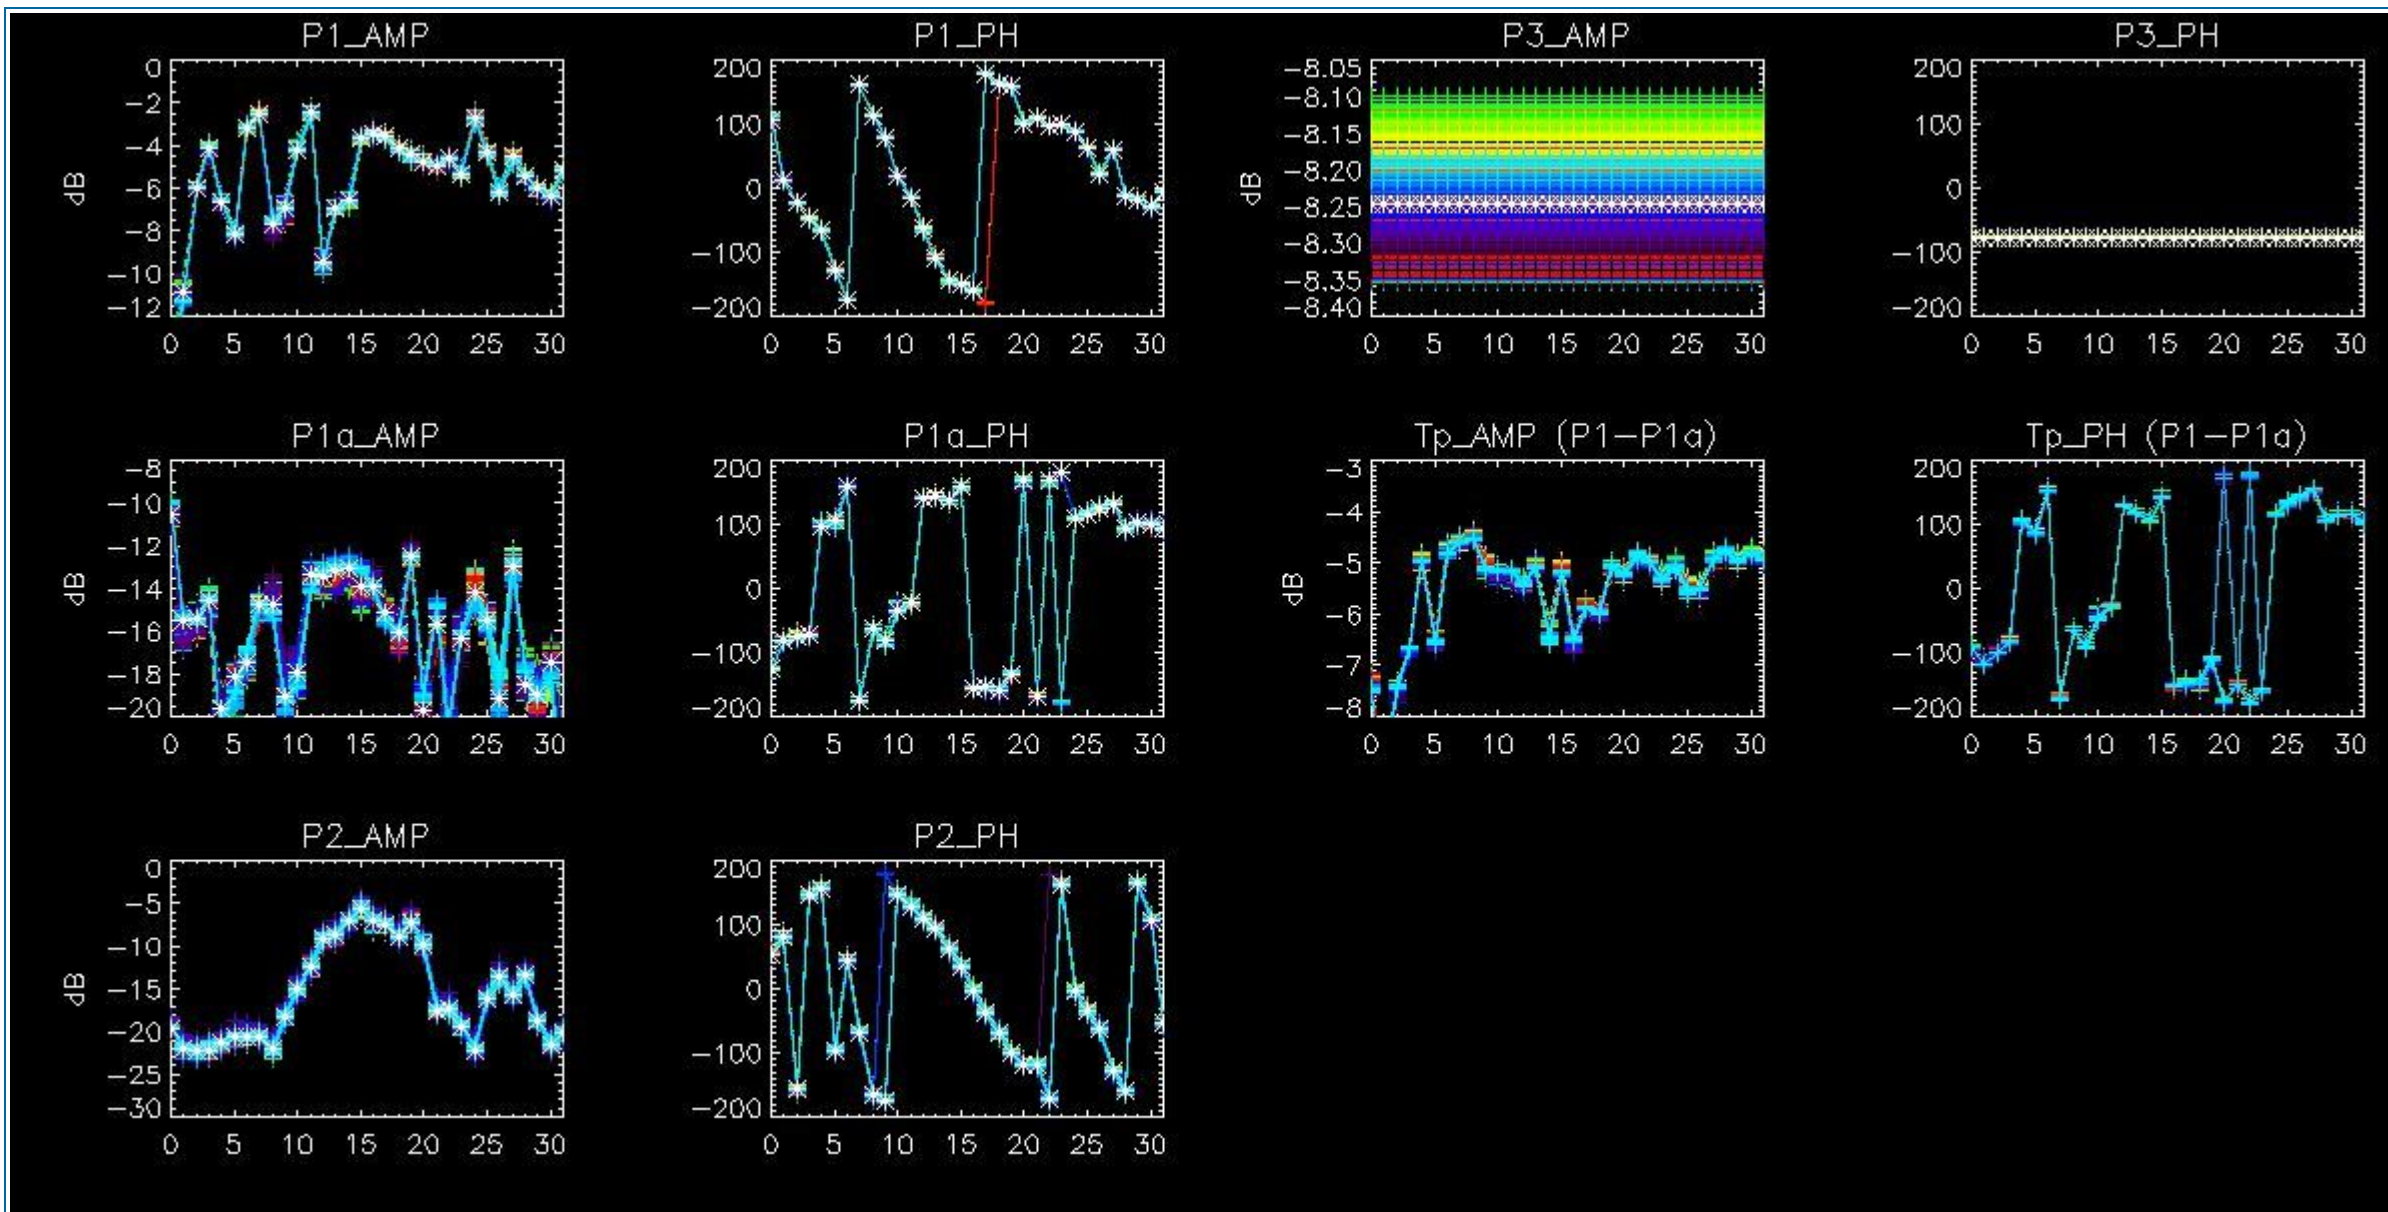 P1_AMP
0
−2
−4
−6
−8
−10
−12
dB
0 5 10 15 20 25 30
P1_PH
200
100
0
−100
−200
0 5 10 15 20 25 30
P3_AMP
−8.05
−8.10
−8.15
−8.20
−8.25
−8.30
−8.35
−8.40
dB
0 5 10 15 20 25 30
P3_PH
200
100
0
−100
−200
0 5 10 15 20 25 30
P1a_AMP
−8
−10
−12
−14
−16
−18
−20
dB
0 5 10 15 20 25 30
P1a_PH
200
100
0
−100
−200
0 5 10 15 20 25 30
Tp_AMP (P1−P1a)
−3
−4
−5
−6
−7
−8
dB
0 5 10 15 20 25 30
Tp_PH (P1−P1a)
200
100
0
−100
−200
0 5 10 15 20 25 30
P2_AMP
0
−5
−10
−15
−20
−25
−30
dB
0 5 10 15 20 25 30
P2_PH
200
100
0
−100
−200
0 5 10 15 20 25 30